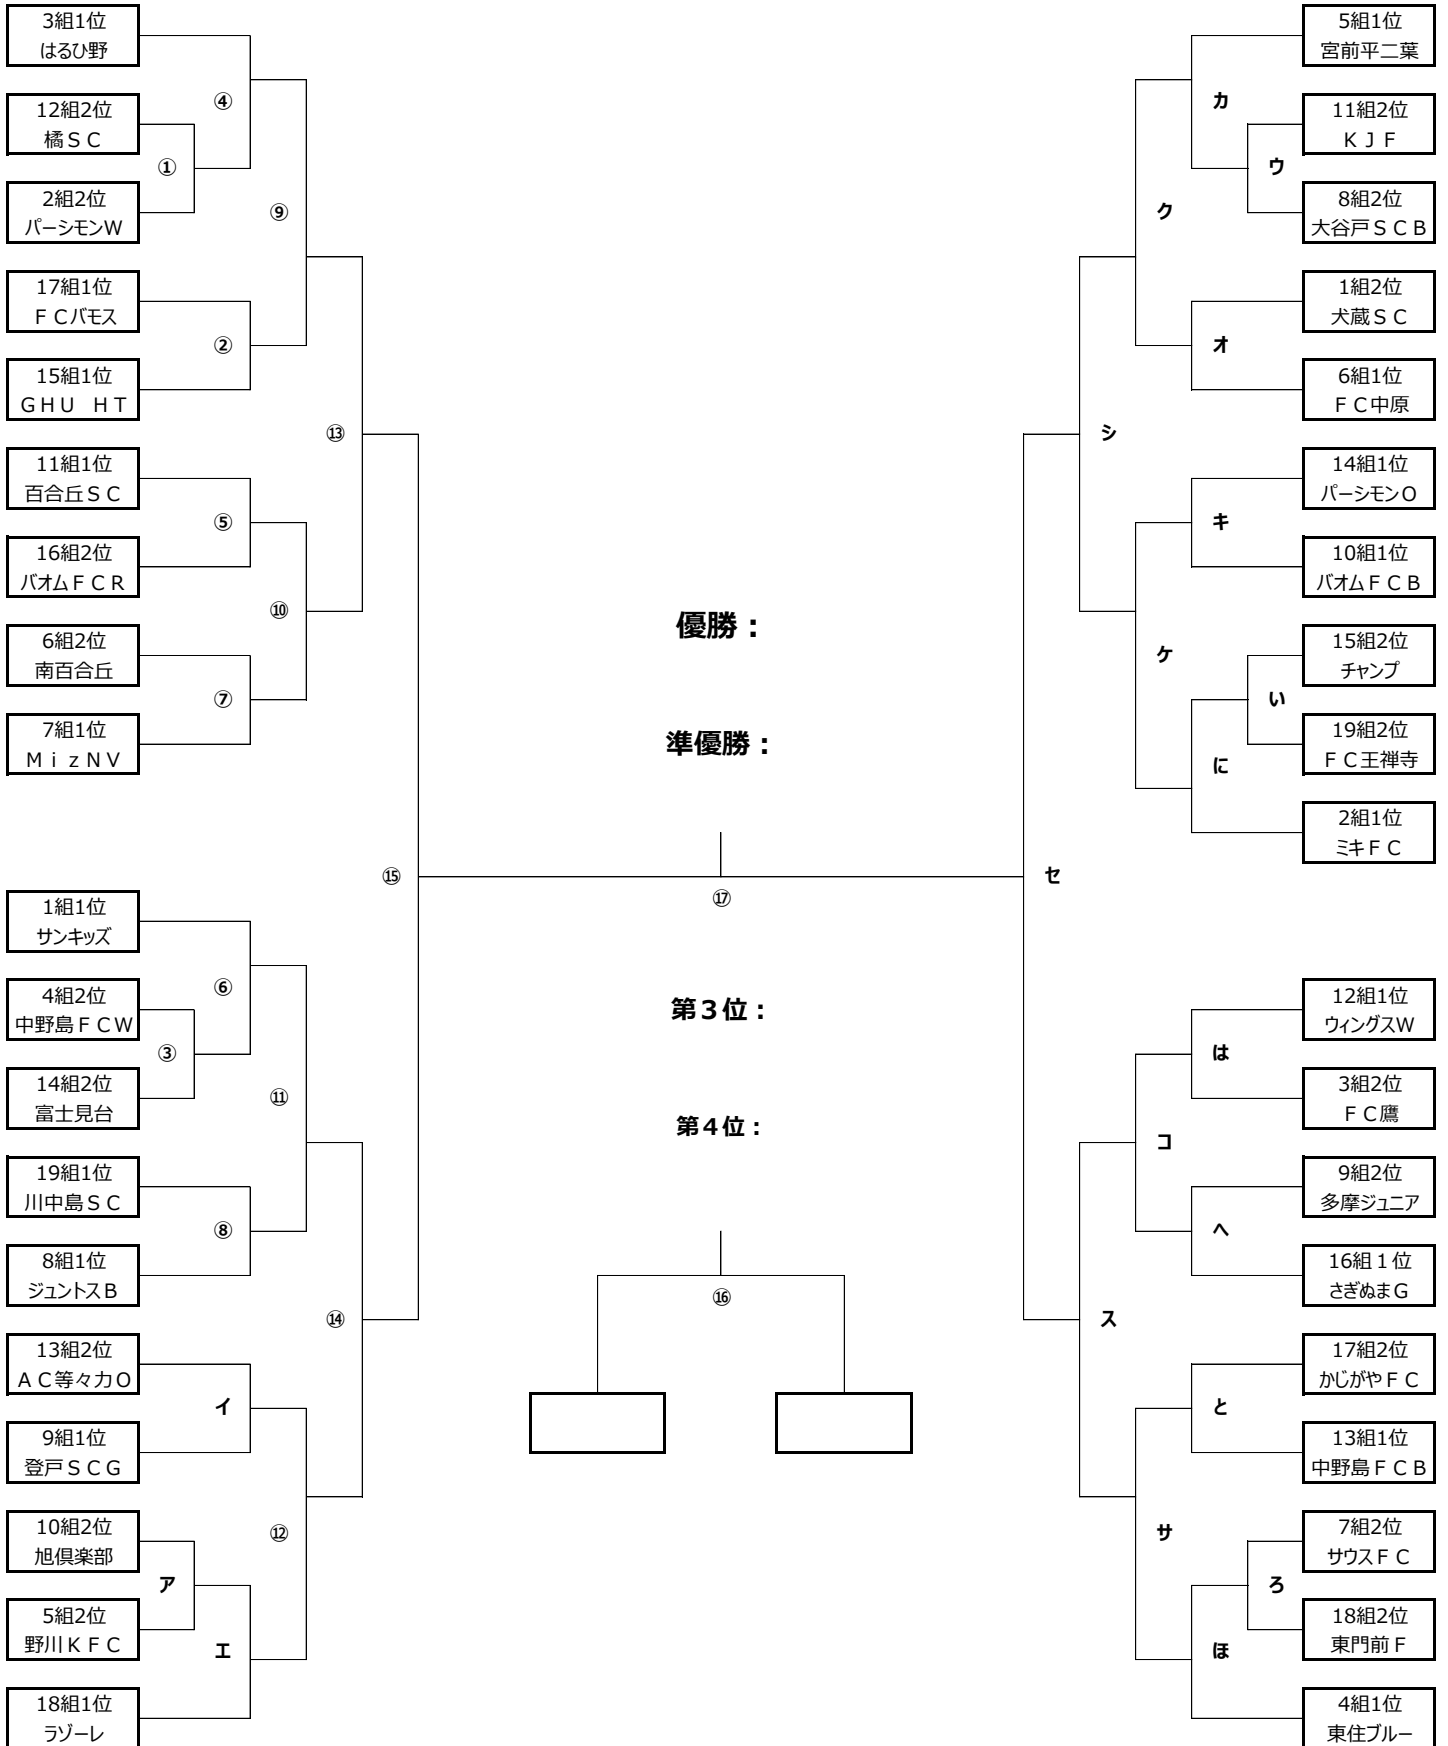 3組1位
はるひ野
④
12組2位
橘ＳＣ
①
2組2位
パーシモンW
⑨
17組1位
ＦＣバモス
②
15組1位
ＧＨＵ　ＨＴ
⑬
11組1位
百合丘ＳＣ
⑤
16組2位
バオムＦＣＲ
⑩
6組2位
南百合丘
⑦
7組1位
ＭｉｚＮＶ
⑮
1組1位
サンキッズ
⑥
4組2位
中野島ＦＣＷ
③
14組2位
富士見台
⑪
19組1位
川中島ＳＣ
⑧
8組1位
ジュントスＢ
⑭
13組2位
ＡＣ等々力Ｏ
イ
9組1位
登戸ＳＣＧ
⑫
10組2位
旭倶楽部
ア
5組2位
野川ＫＦＣ
エ
18組1位
ラゾーレ
優勝：
準優勝：
⑰
第３位：
第４位：
⑯
5組1位
宮前平二葉
カ
11組2位
ＫＪＦ
ウ
8組2位
大谷戸ＳＣＢ
ク
1組2位
犬蔵ＳＣ
オ
6組1位
ＦＣ中原
シ
14組1位
パーシモンＯ
キ
10組1位
バオムＦＣＢ
ケ
15組2位
チャンプ
い
19組2位
ＦＣ王禅寺
に
2組1位
ミキＦＣ
セ
12組1位
ウィングスW
は
3組2位
ＦＣ鷹
コ
9組2位
多摩ジュニア
へ
16組１位
さぎぬまＧ
ス
17組2位
かじがやＦＣ
と
13組1位
中野島ＦＣＢ
サ
7組2位
サウスＦＣ
ろ
18組2位
東門前Ｆ
ほ
4組1位
東住ブルー